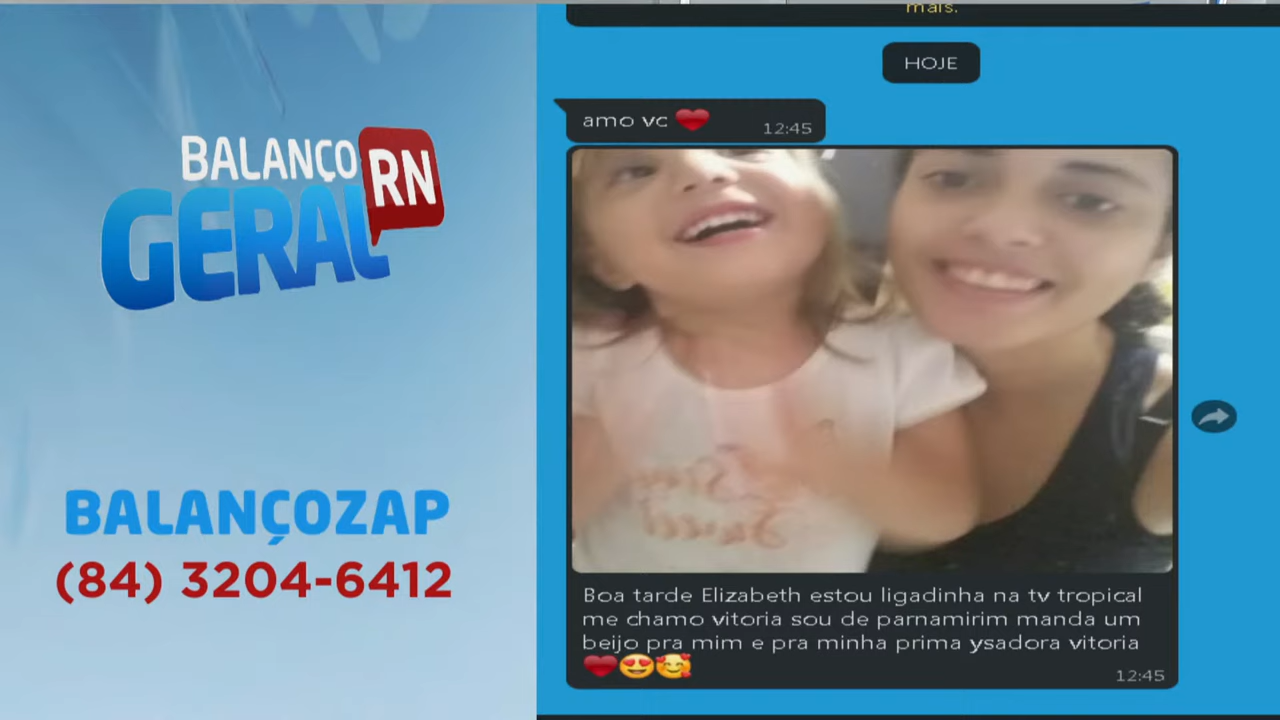 BALANÇO
RN
GERAL
BALANÇOZAP
(84) 3204-6412
mais.
HOJE
amo vc ❤️
12:45
Boa tarde Elizabeth estou ligadinha na tv tropical
me chamo vitoria sou de parnamirim manda um
beijo pra mim e pra minha prima ysadora vitoria
❤️😍🥰
12:45